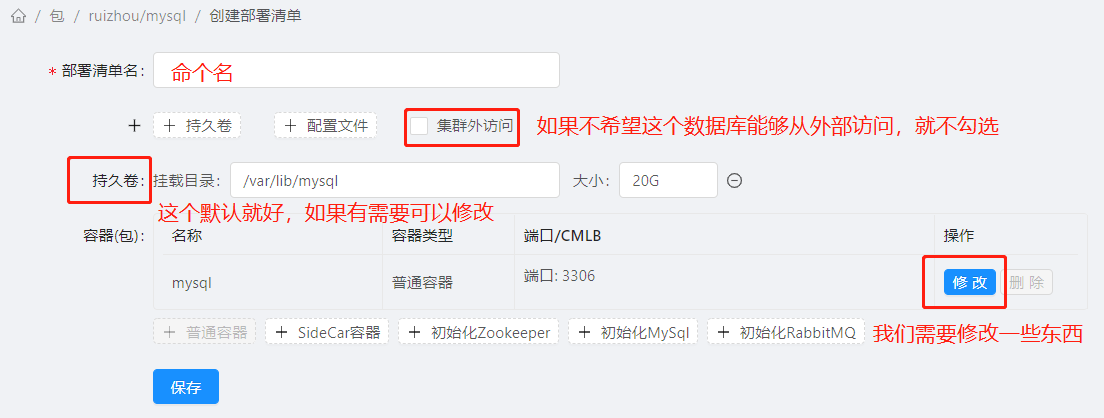 / 包 / ruizhou/mysql / 创建部署清单
* 部署清单名： 命个名
+ + 持久卷 + 配置文件 集群外访问 如果不希望这个数据库能够从外部访问，就不勾选
持久卷： 挂载目录： /var/lib/mysql 大小： 20G
这个默认就好，如果有需要可以修改
容器(包)： 名称 容器类型 端口/CMLB 操作
mysql 普通容器 端口: 3306 修 改 删 除
+ 普通容器 + SideCar容器 + 初始化Zookeeper + 初始化MySql + 初始化RabbitMQ 我们需要修改一些东西
保存